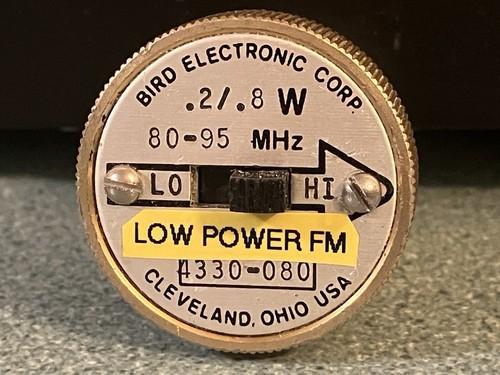 BIRD ELECTRONIC CORP
.2/.8 W
80-95 MHz
LO HI
LOW POWER FM
4330-080
CLEVELAND, OHIO USA